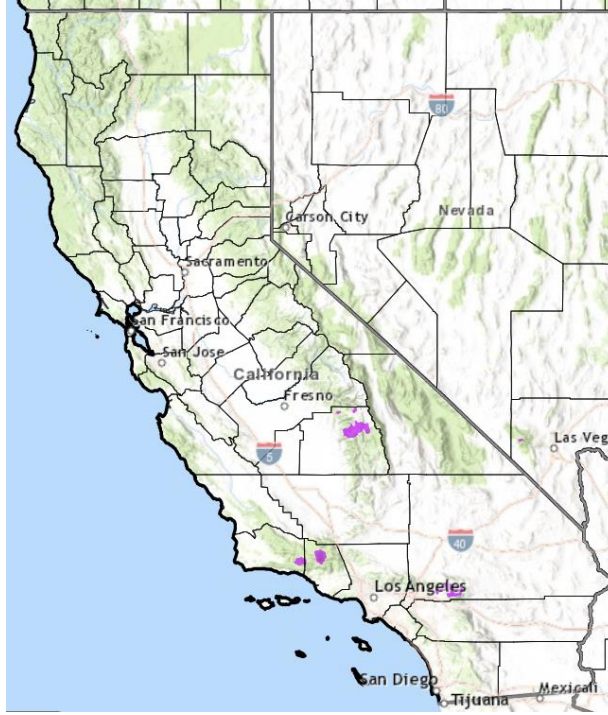 80
Carson City
Nevada
Sacramento
San Francisco
San Jose
California
Fresno
5
Las Veg
40
Los Angeles
San Diego
Tijuana
Mexicali